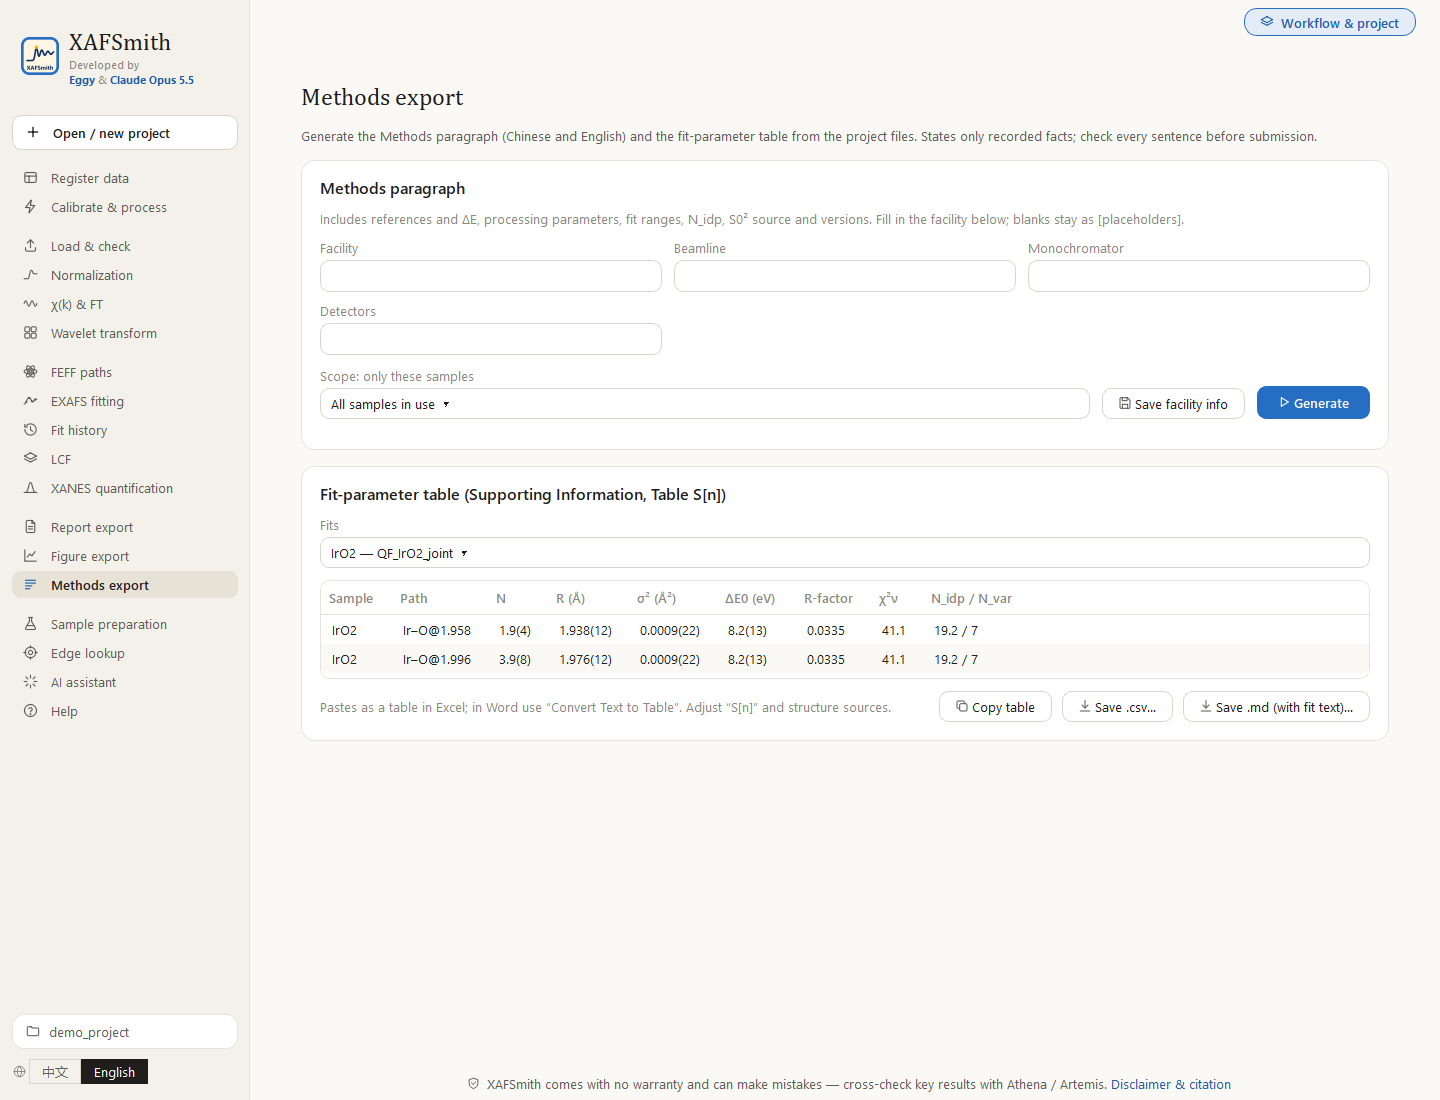 XAFSmith
Developed by
Eggy & Claude Opus 5.5
Open / new project
Register data
Calibrate & process
Load & check
Normalization
χ(k) & FT
Wavelet transform
FEFF paths
EXAFS fitting
Fit history
LCF
XANES quantification
Report export
Figure export
Methods export
Sample preparation
Edge lookup
AI assistant
Help
demo_project
中文 English
Workflow & project
Methods export
Generate the Methods paragraph (Chinese and English) and the fit-parameter table from the project files. States only recorded facts; check every sentence before submission.
Methods paragraph
Includes references and ΔE, processing parameters, fit ranges, N_idp, S0² source and versions. Fill in the facility below; blanks stay as [placeholders].
Facility Beamline Monochromator
Detectors
Scope: only these samples
All samples in use Save facility info Generate
Fit-parameter table (Supporting Information, Table S[n])
Fits
IrO2 — QF_IrO2_joint
Sample Path N R (Å) σ² (Å²) ΔE0 (eV) R-factor χ²ν N_idp / N_var
IrO2 Ir–O@1.958 1.9(4) 1.938(12) 0.0009(22) 8.2(13) 0.0335 41.1 19.2 / 7
IrO2 Ir–O@1.996 3.9(8) 1.976(12) 0.0009(22) 8.2(13) 0.0335 41.1 19.2 / 7
Pastes as a table in Excel; in Word use “Convert Text to Table”. Adjust “S[n]” and structure sources. Copy table Save .csv... Save .md (with fit text)...
XAFSmith comes with no warranty and can make mistakes — cross-check key results with Athena / Artemis. Disclaimer & citation